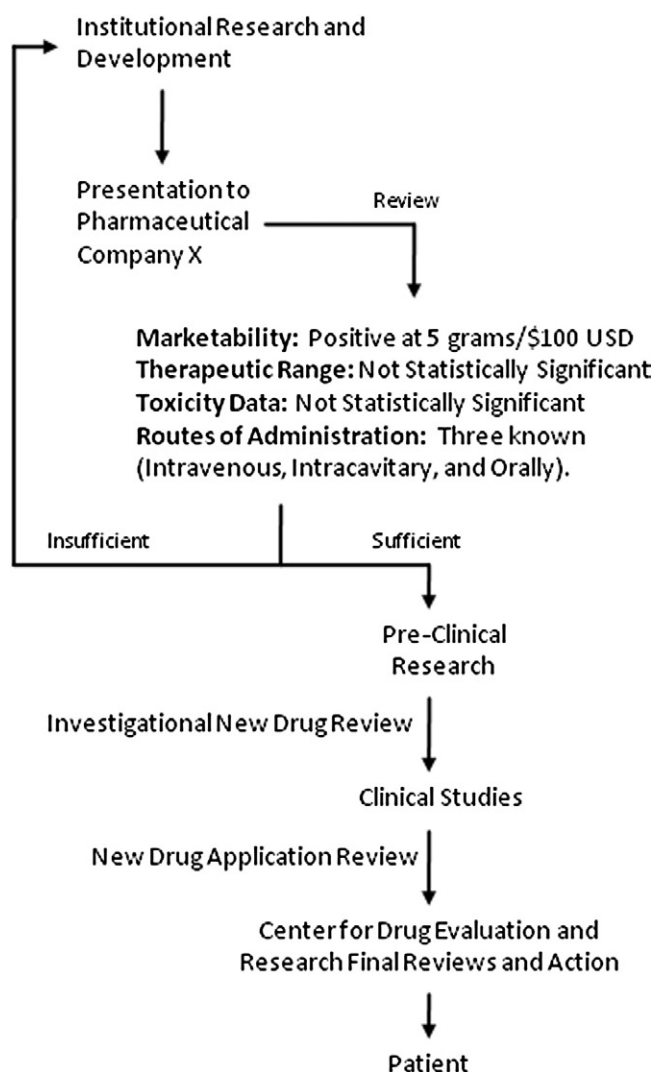 Institutional Research and
Development
Presentation to
Pharmaceutical
Company X
Review
Marketability: Positive at 5 grams/$100 USD
Therapeutic Range: Not Statistically Significant
Toxicity Data: Not Statistically Significant
Routes of Administration: Three known
(Intravenous, Intracavitary, and Orally).
Insufficient
Sufficient
Pre-Clinical
Research
Investigational New Drug Review
Clinical Studies
New Drug Application Review
Center for Drug Evaluation and
Research Final Reviews and Action
Patient